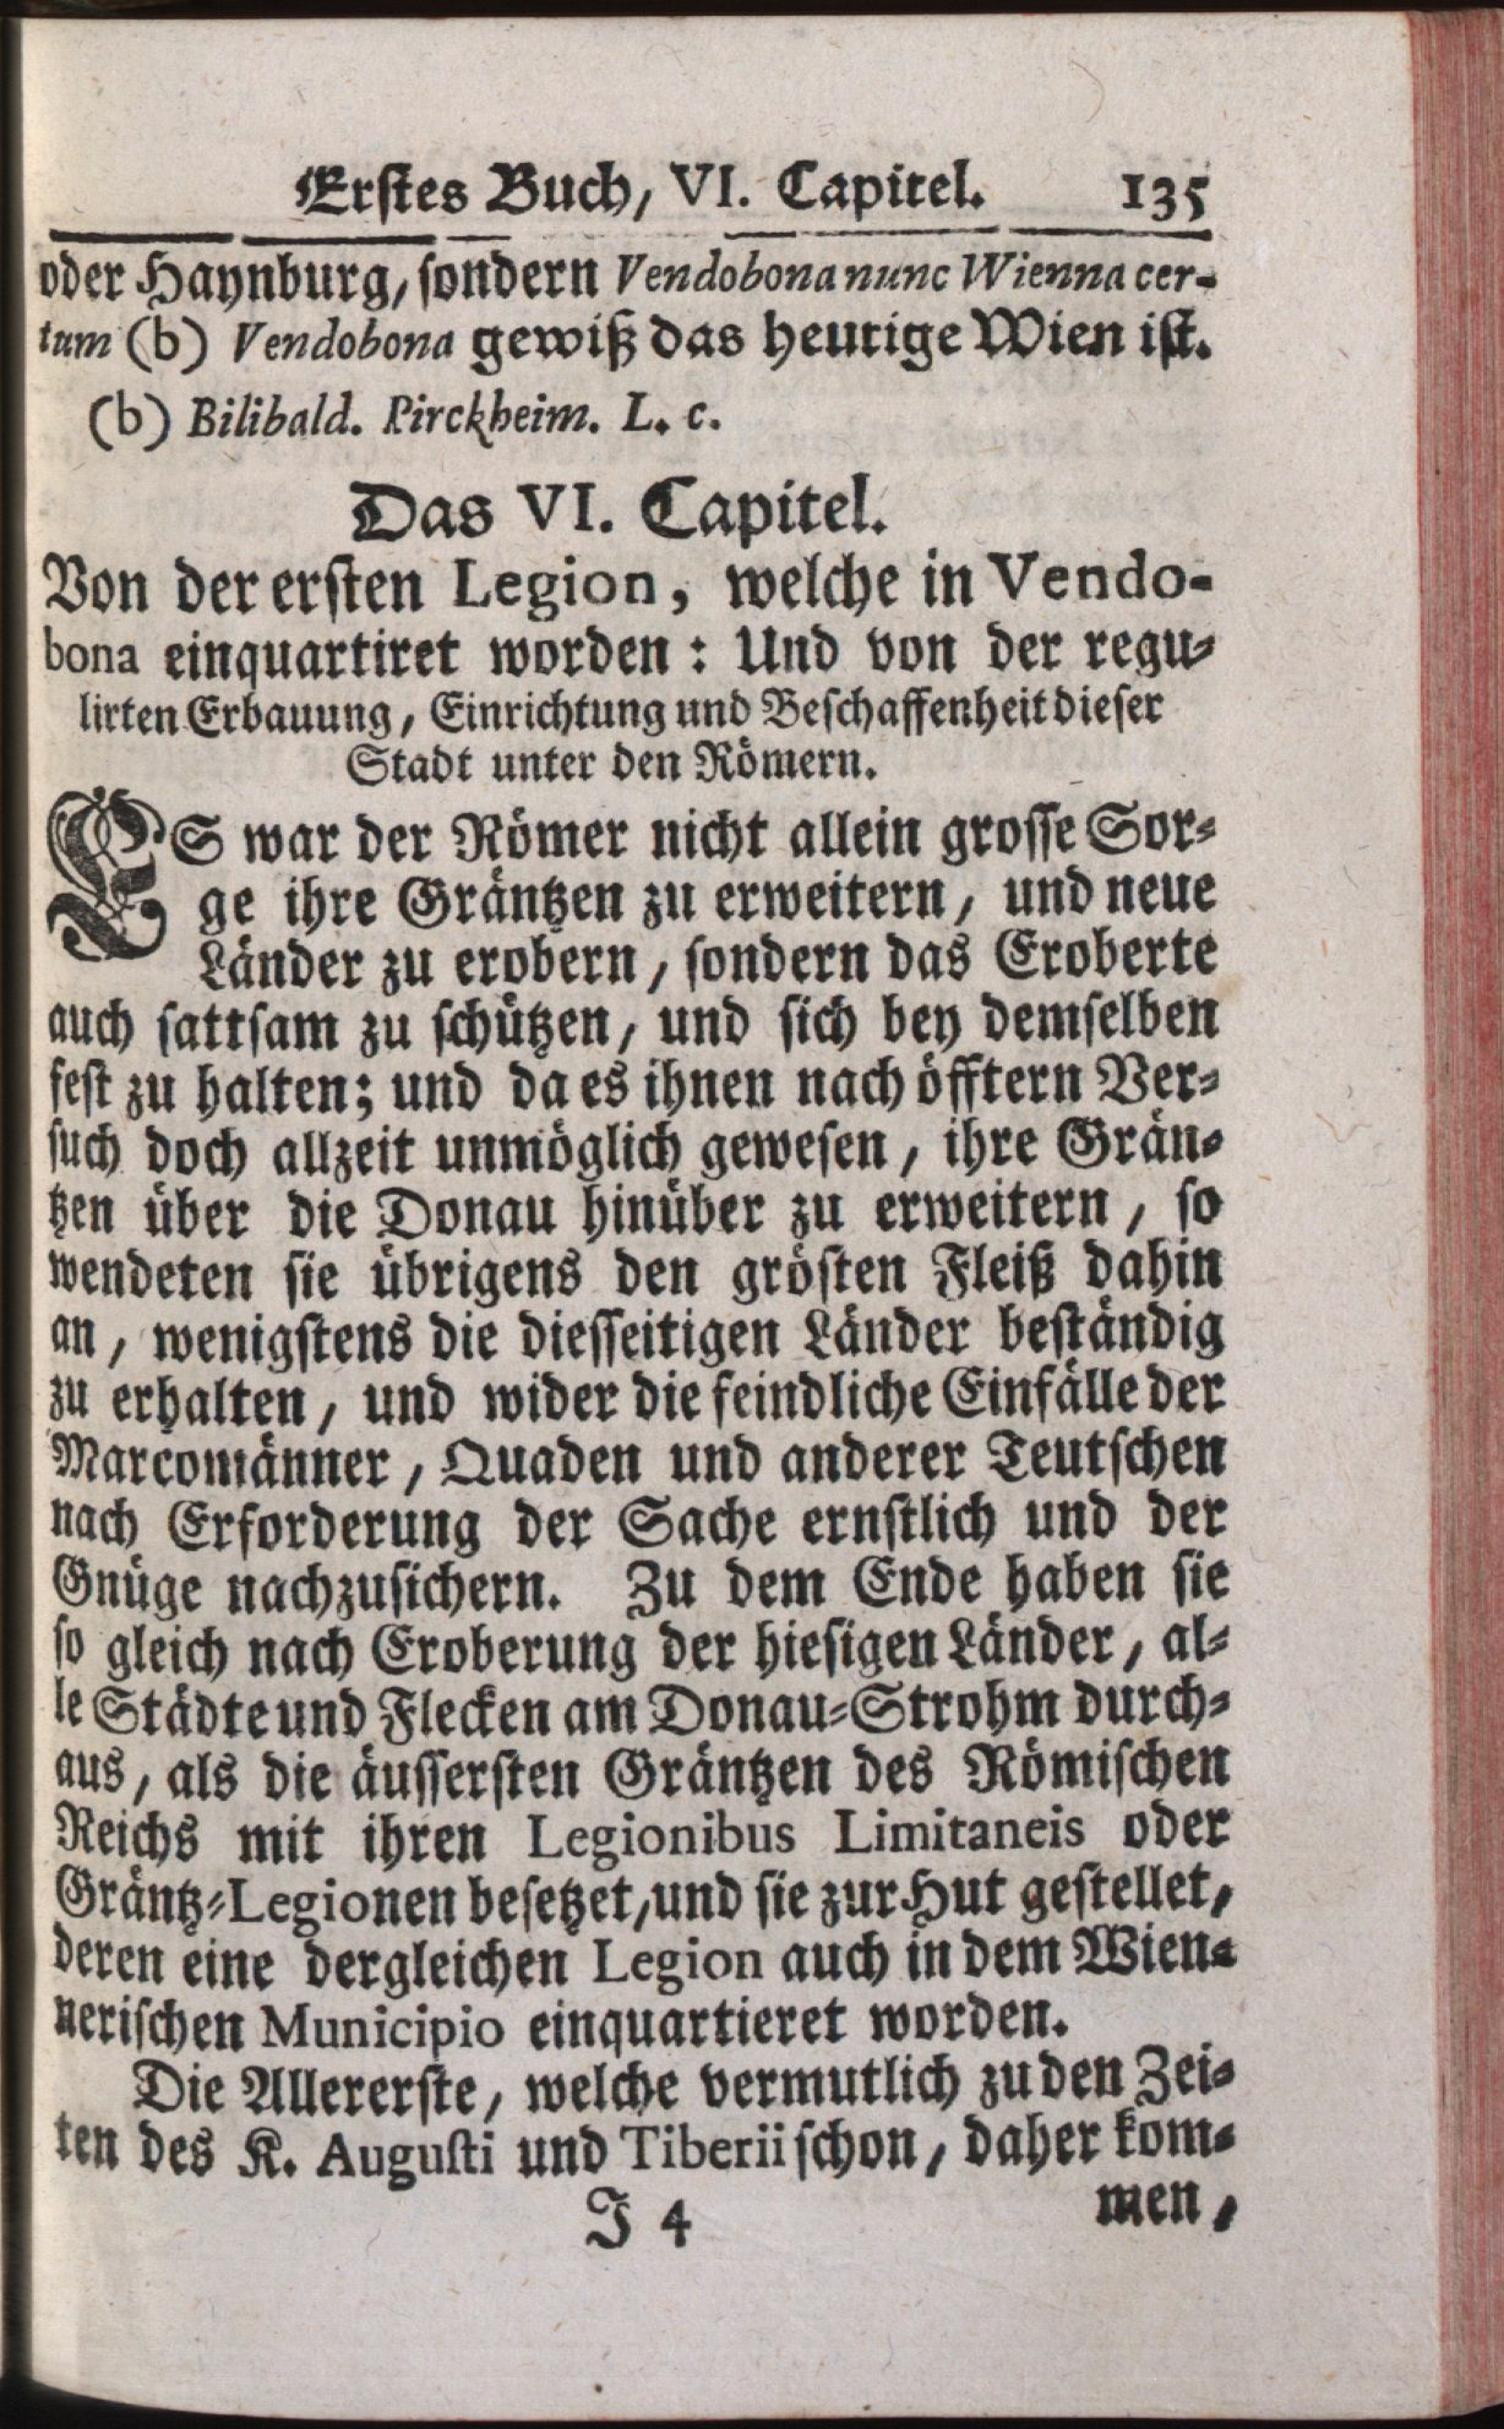 Erstes Buch, VI. Capitel. 135
oder Haynburg, sondern Vendobona nunc Wienna cer-
tum (b) Vendobona gewiß das heutige Wien ist.
(b) Bilibald. Pirckheim. L. c.
Das VI. Capitel.
Von der ersten Legion, welche in Vendo-
bona einquartiret worden: Und von der regu-
lirten Erbauung, Einrichtung und Beschaffenheit dieser
Stadt unter den Römern.
ES war der Römer nicht allein grosse Sor-
ge ihre Gräntzen zu erweitern, und neue
Länder zu erobern, sondern das Eroberte
auch sattsam zu schützen, und sich bey demselben
fest zu halten; und da es ihnen nach öfftern Ver-
such doch allzeit unmöglich gewesen, ihre Grän-
tzen über die Donau hinüber zu erweitern, so
wendeten sie übrigens den grösten Fleiß dahin
an, wenigstens die diesseitigen Länder beständig
zu erhalten, und wider die feindliche Einfälle der
Marcomänner, Quaden und anderer Teutschen
nach Erforderung der Sache ernstlich und der
Gnüge nachzusichern. Zu dem Ende haben sie
so gleich nach Eroberung der hiesigen Länder, al-
le Städte und Flecken am Donau-Strohm durch-
aus, als die äussersten Gräntzen des Römischen
Reichs mit ihren Legionibus Limitaneis oder
Gräntz-Legionen besetzet, und sie zur Hut gestellet,
deren eine dergleichen Legion auch in dem Wien-
nerischen Municipio einquartieret worden.
Die Allererste, welche vermutlich zu den Zei-
ten des K. Augusti und Tiberii schon, daher kom-
J 4 men,